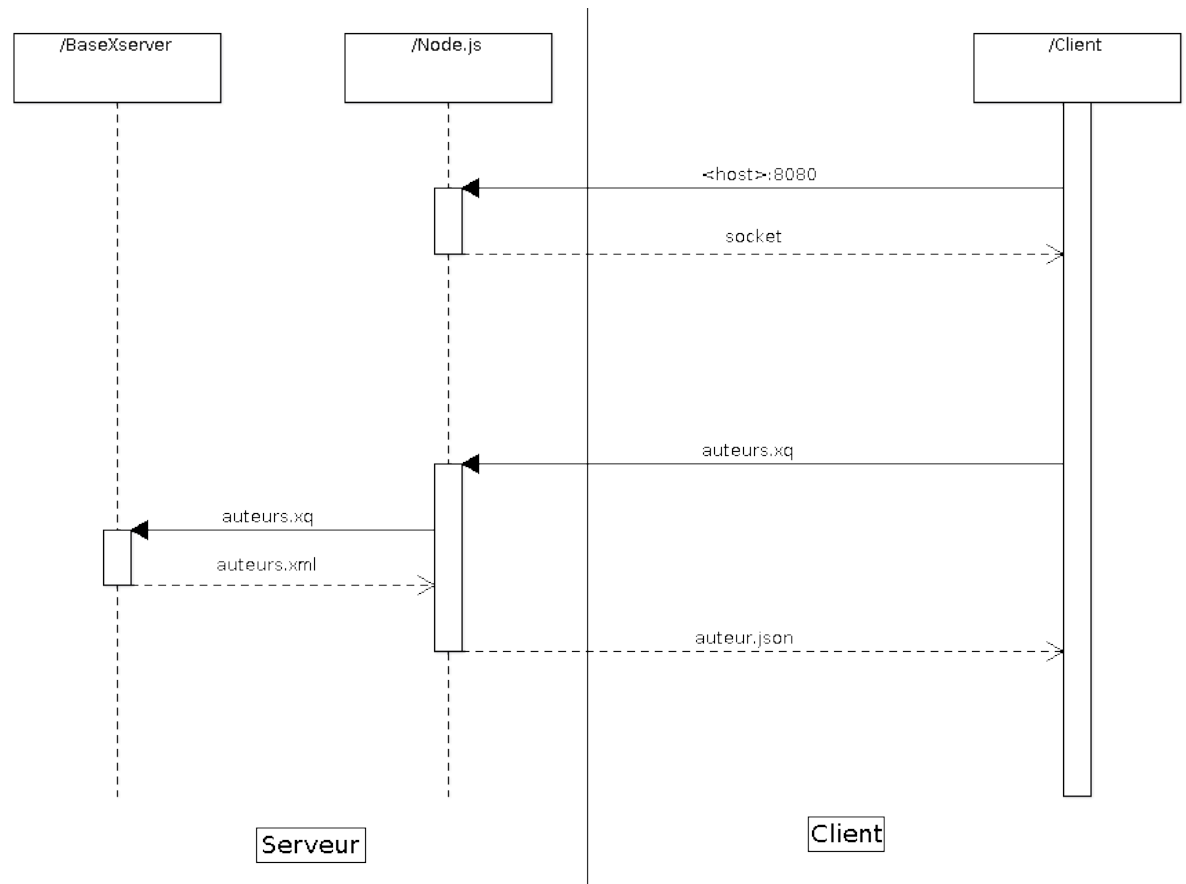 /BaseXserver
/Node.js
/Client
<host>:8080
socket
auteurs.xq
auteurs.xq
auteurs.xml
auteur.json
Serveur
Client